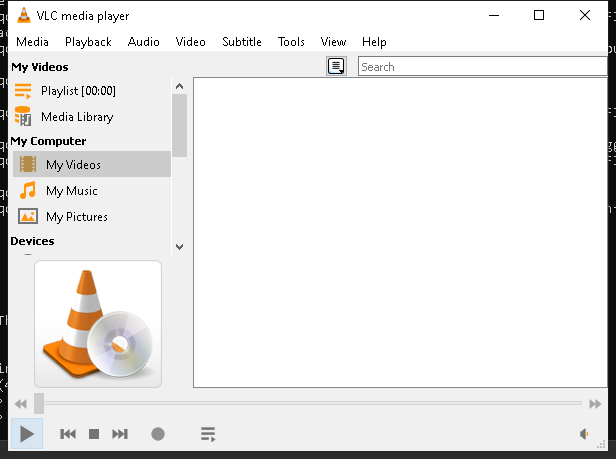 VLC media player
Media Playback Audio Video Subtitle Tools View Help
My Videos
Search
Playlist [00:00]
Media Library
My Computer
My Videos
My Music
My Pictures
Devices